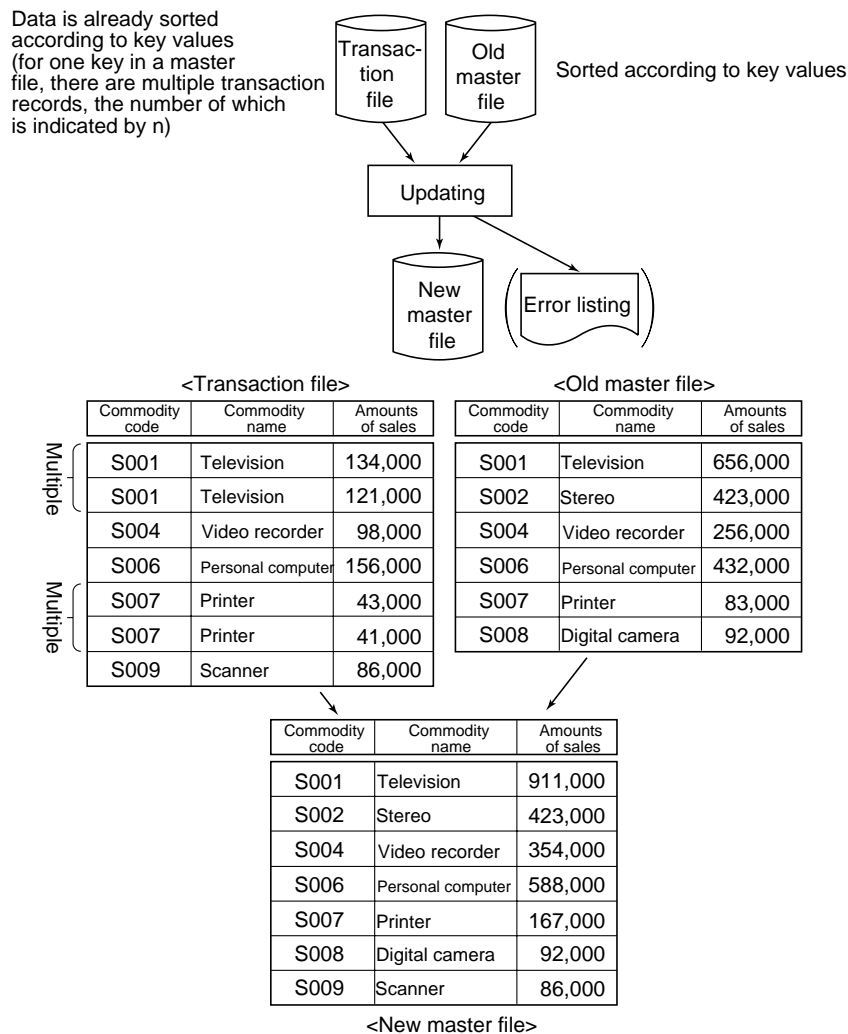 Data is already sorted
according to key values
(for one key in a master
file, there are multiple transaction
records, the number of which
is indicated by n)
Transac-
tion
file
Old
master
file
Sorted according to key values
Updating
New
master
file
Error listing
<Transaction file>
Commodity code Commodity name Amounts of sales
Multiple
S001 Television 134,000
S001 Television 121,000
S004 Video recorder 98,000
S006 Personal computer 156,000
Multiple
S007 Printer 43,000
S007 Printer 41,000
S009 Scanner 86,000
<Old master file>
Commodity code Commodity name Amounts of sales
S001 Television 656,000
S002 Stereo 423,000
S004 Video recorder 256,000
S006 Personal computer 432,000
S007 Printer 83,000
S008 Digital camera 92,000
Commodity code Commodity name Amounts of sales
S001 Television 911,000
S002 Stereo 423,000
S004 Video recorder 354,000
S006 Personal computer 588,000
S007 Printer 167,000
S008 Digital camera 92,000
S009 Scanner 86,000
<New master file>